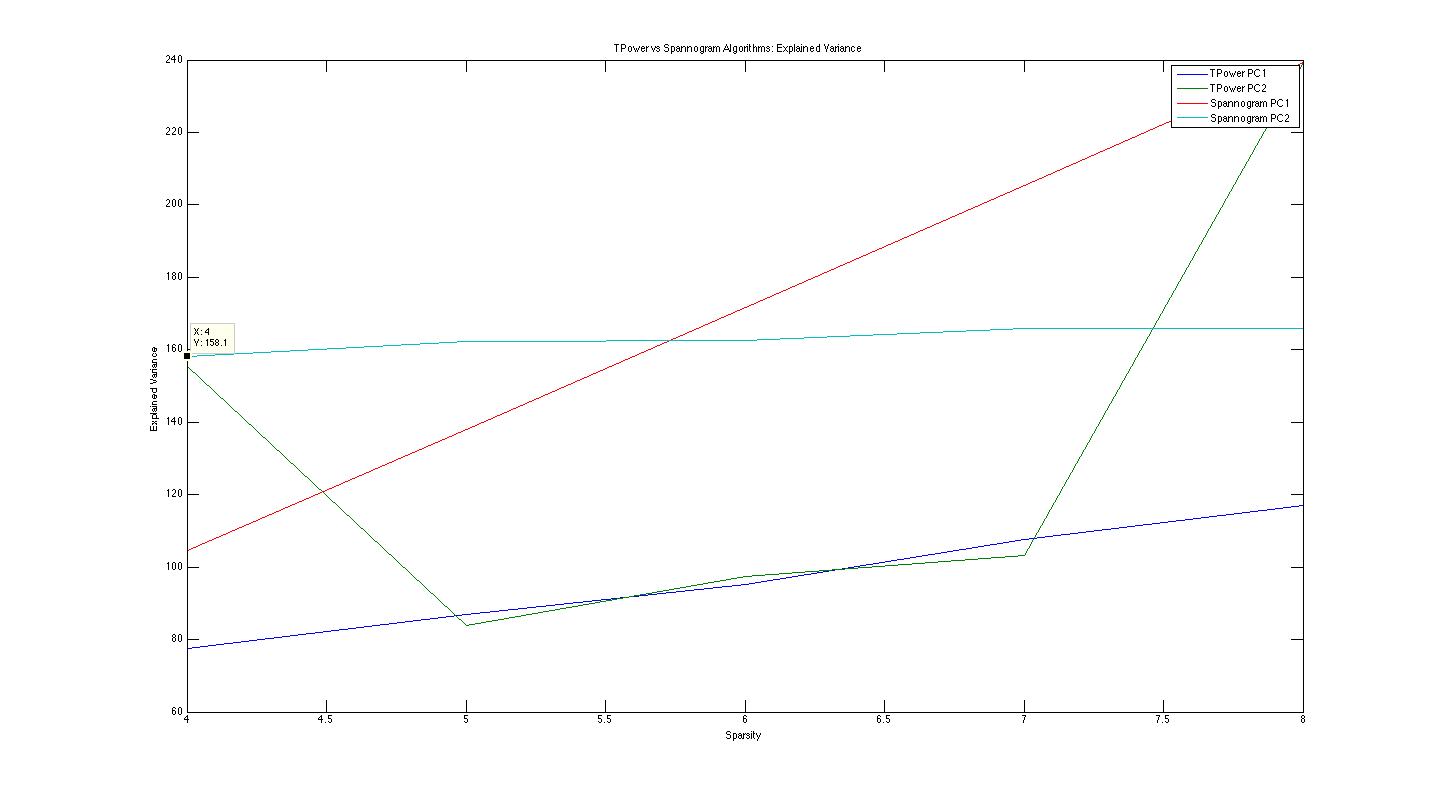 TPower vs Spannogram Algorithms: Explained Variance
240
220
200
180
160
140
120
100
80
60
Explained Variance
TPower PC1
TPower PC2
Spannogram PC1
Spannogram PC2
X: 4
Y: 158.1
4
4.5
5
5.5
6
6.5
7
7.5
8
Sparsity